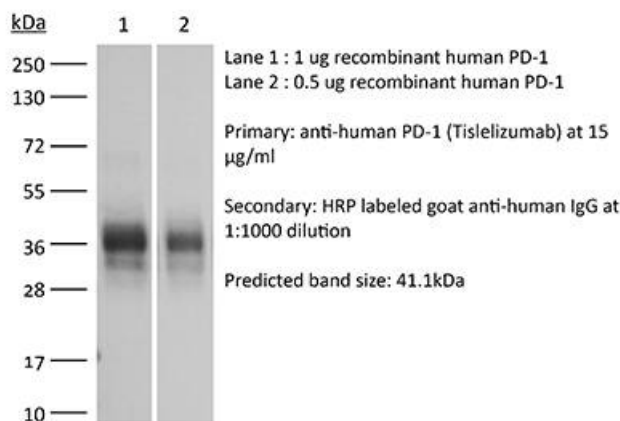 kDa
1 2
250
130
72
55
36
28
17
10
Lane 1 : 1 ug recombinant human PD-1
Lane 2 : 0.5 ug recombinant human PD-1
Primary: anti-human PD-1 (Tislelizumab) at 15
µg/ml
Secondary: HRP labeled goat anti-human IgG at
1:1000 dilution
Predicted band size: 41.1kDa